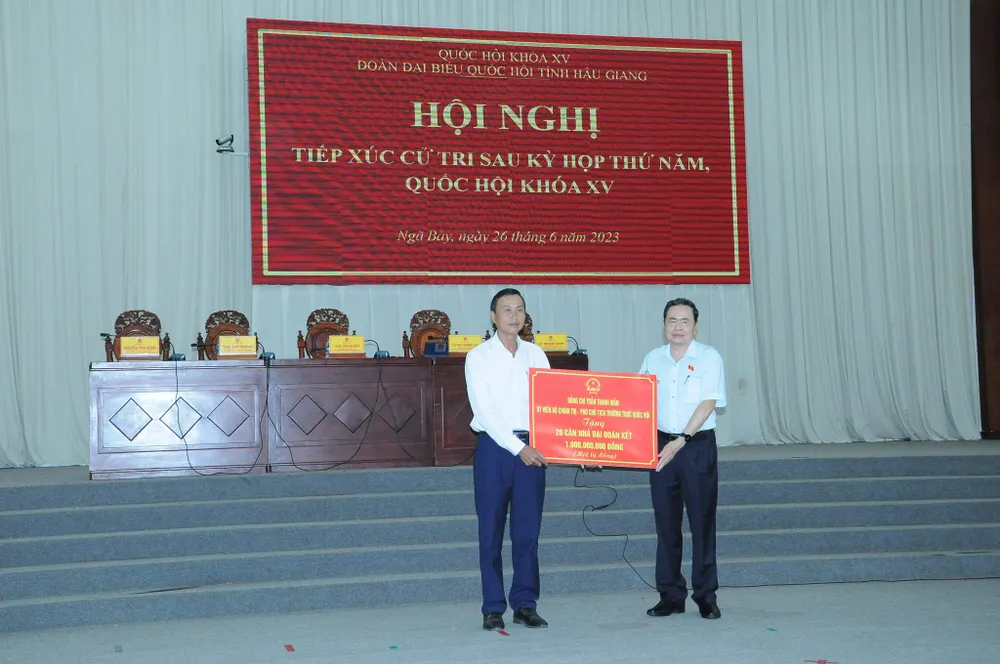 QUỐC HỘI KHÓA XV
ĐOÀN ĐẠI BIỂU QUỐC HỘI TỈNH HẬU GIANG
HỘI NGHỊ
TIẾP XÚC CỬ TRI SAU KỲ HỌP THỨ NĂM,
QUỐC HỘI KHÓA XV
Ngã Bảy, ngày 26 tháng 6 năm 2023
ĐỒNG CHÍ TRẦN THANH MẪN
ỦY VIÊN BỘ CHÍNH TRỊ - PHÓ CHỦ TỊCH THƯỜNG TRỰC QUỐC HỘI
Tặng
20 CĂN NHÀ ĐẠI ĐOÀN KẾT
1.000.000.000 ĐỒNG
(Một tỷ đồng)